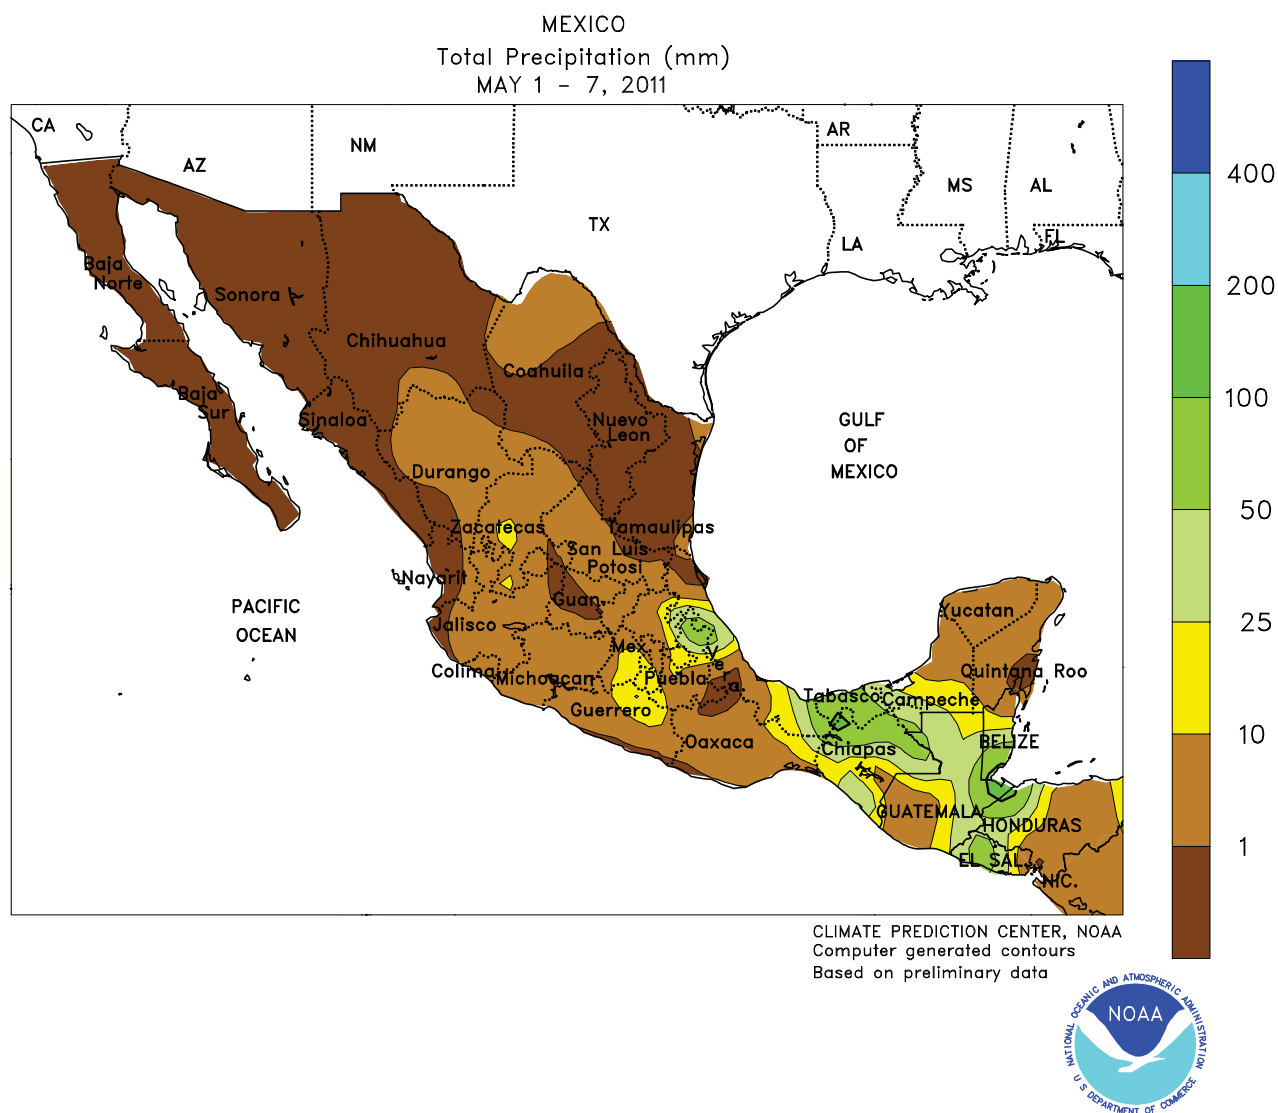 MEXICO
Total Precipitation (mm)
MAY 1 - 7, 2011
CA
AZ
NM
TX
AR
LA
MS
AL
FL
Baja
Norte
Sonora
Chihuahua
Coahuila
Baja
Sur
Sinaloa
Nuevo
Leon
Durango
GULF
OF
MEXICO
Zacatecas
Tamaulipas
San Luis
Potosi
Nayarit
Guan.
PACIFIC
OCEAN
Jalisco
Yucatan
Mex.
Ver
Colima
Michoacan
Puebla
Quintana Roo
Guerrero
Tabasco
Campeche
Oaxaca
Chiapas
BELIZE
GUATEMALA
HONDURAS
EL SAL.
NIC.
400
200
100
50
25
10
1
CLIMATE PREDICTION CENTER, NOAA
Computer generated contours
Based on preliminary data
NATIONAL OCEANIC AND ATMOSPHERIC ADMINISTRATION
NOAA
U S DEPARTMENT OF COMMERCE